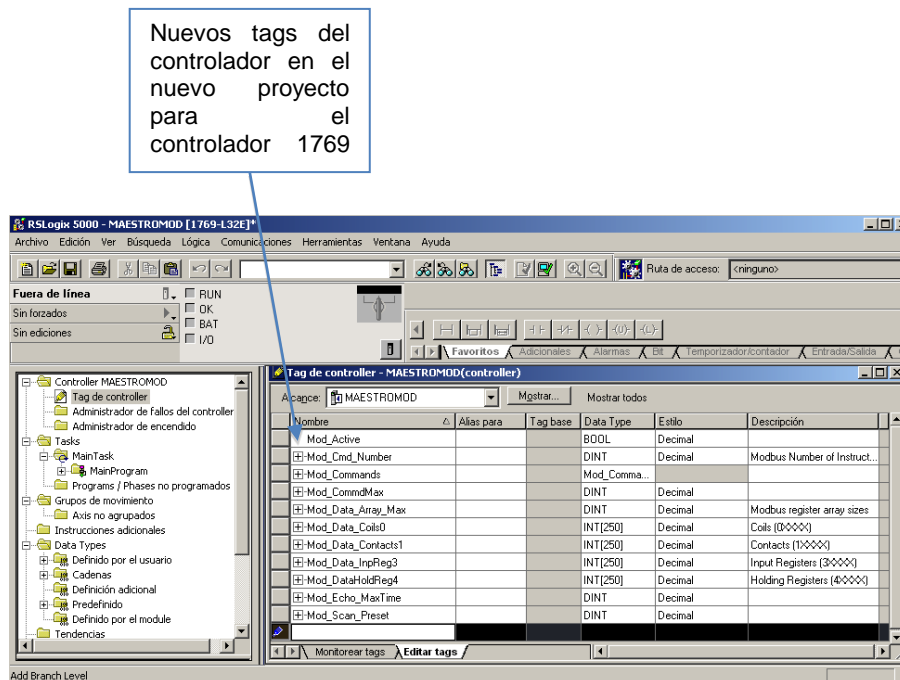 Nuevos tags del
controlador en el
nuevo proyecto
para el
controlador 1769
RSLogix 5000 - MAESTROMOD [1769-L32E]*
Archivo Edición Ver Búsqueda Lógica Comunicaciones Herramientas Ventana Ayuda
Ruta de acceso: <ninguno>
Fuera de línea RUN
Sin forzados OK
BAT
Sin ediciones I/O
Favoritos Adicionales Alarmas Bit Temporizador/contador Entrada/Salida
Controller MAESTROMOD
Tag de controller
Administrador de fallos del controller
Administrador de encendido
Tasks
MainTask
MainProgram
Programs / Phases no programados
Grupos de movimiento
Axis no agrupados
Instrucciones adicionales
Data Types
Definido por el usuario
Cadenas
Definición adicional
Predefinido
Definido por el module
Tendencias
Tag de controller - MAESTROMOD(controller)
Alcance: MAESTROMOD Mostrar... Mostrar todos
Nombre Alias para Tag base Data Type Estilo Descripción
Mod_Active BOOL Decimal
Mod_Cmd_Number DINT Decimal Modbus Number of Instruct...
Mod_Commands Mod_Comma...
Mod_CommdMax DINT Decimal
Mod_Data_Array_Max DINT Decimal Modbus register array sizes
Mod_Data_Coils0 INT[250] Decimal Coils (0XXXX)
Mod_Data_Contacts1 INT[250] Decimal Contacts (1XXXX)
Mod_Data_InpReg3 INT[250] Decimal Input Registers (3XXXX)
Mod_DataHoldReg4 INT[250] Decimal Holding Registers (4XXXX)
Mod_Echo_MaxTime DINT Decimal
Mod_Scan_Preset DINT Decimal
Monitorear tags Editar tags
Add Branch Level